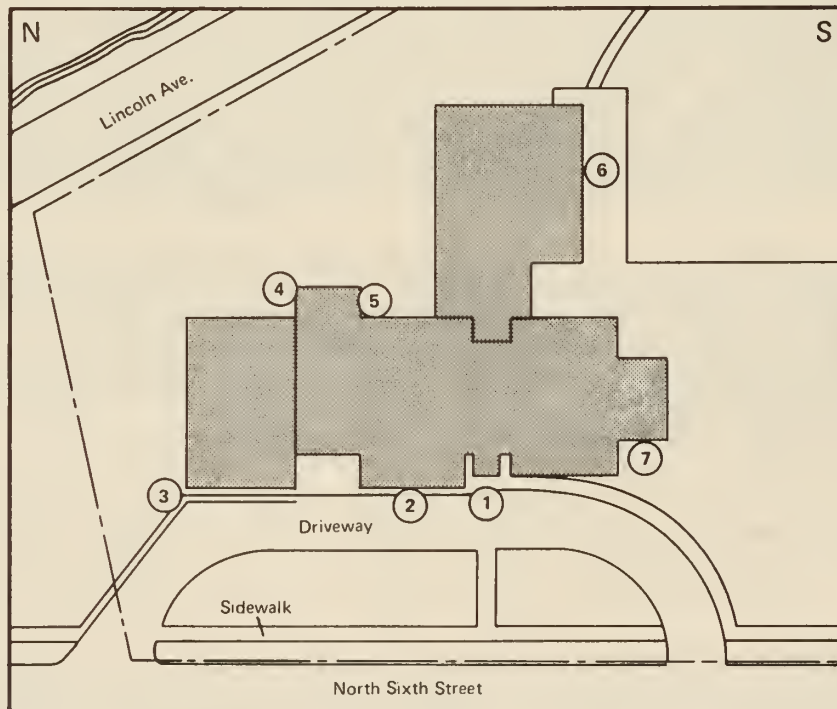 N
S
Lincoln Ave.
6
4
5
7
3
2
1
Driveway
Sidewalk
North Sixth Street